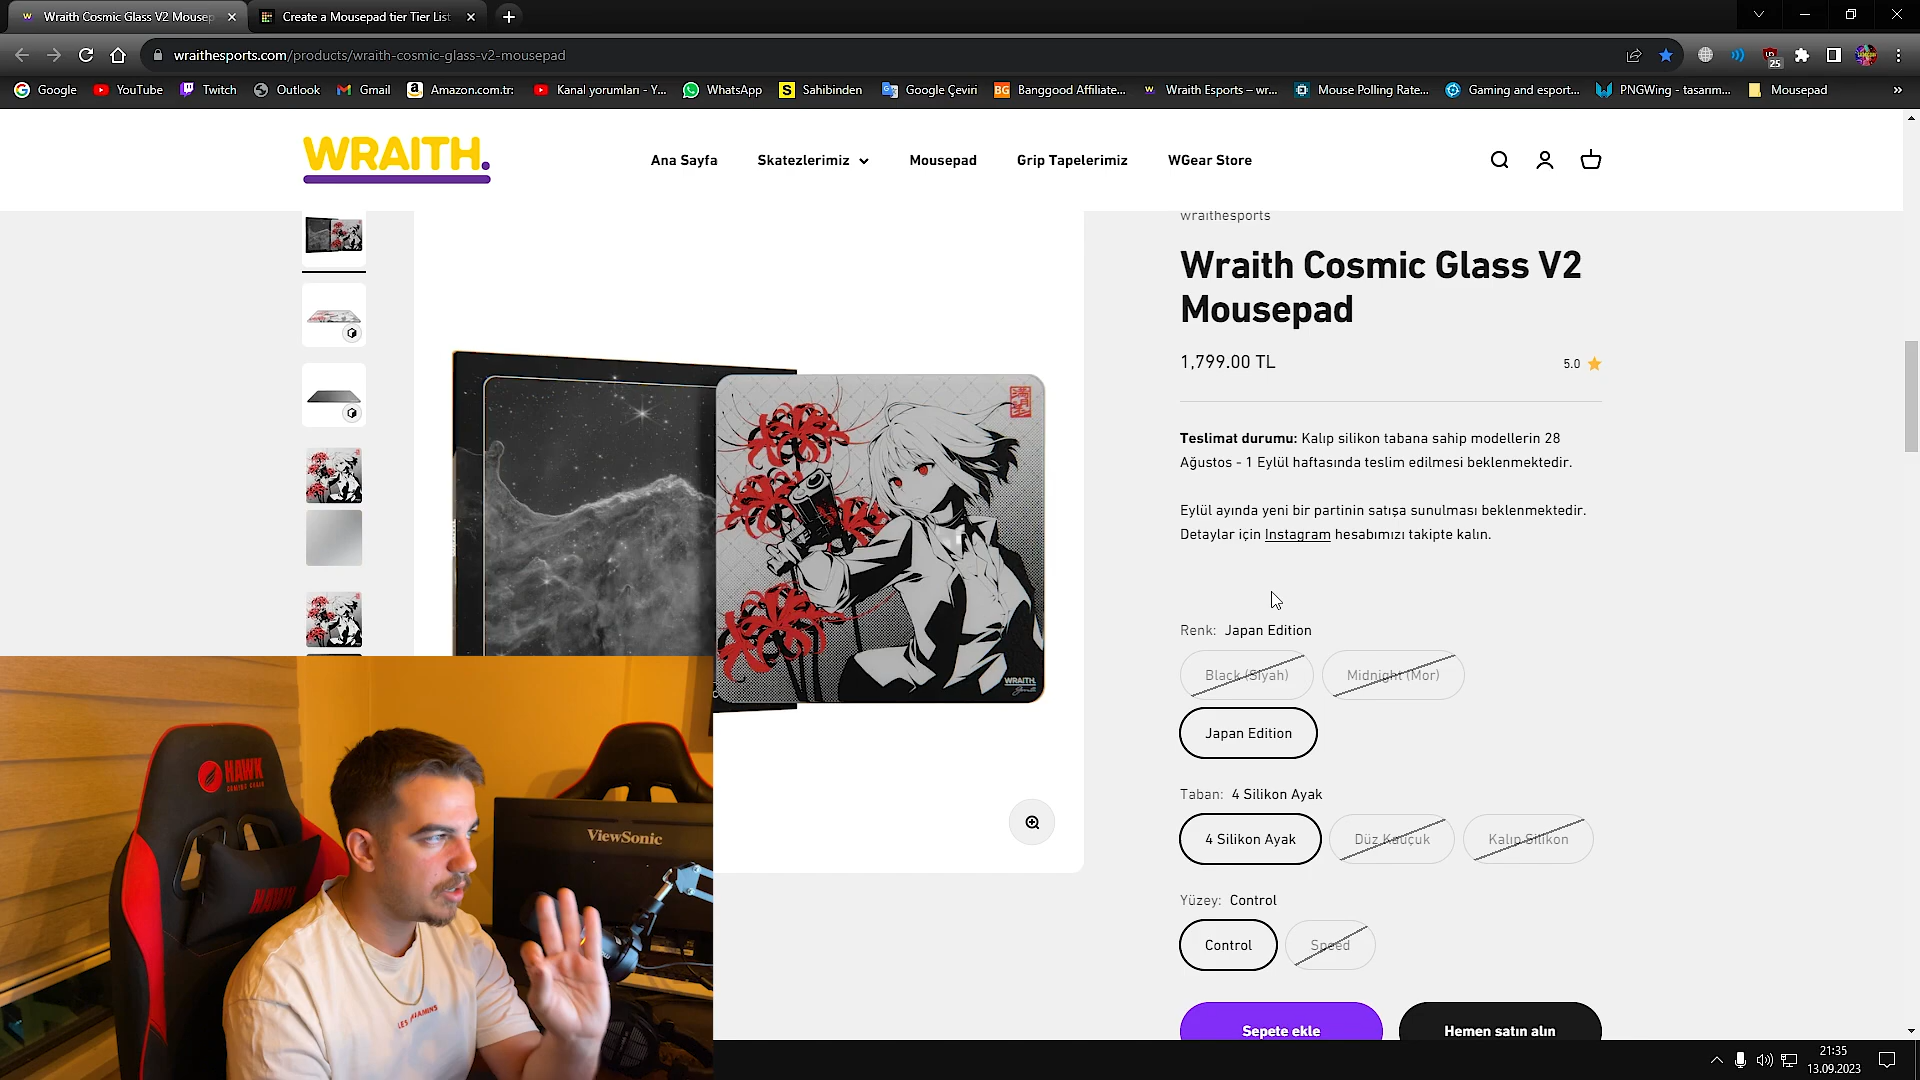 Wraith Cosmic Glass V2 Mousep
Create a Mousepad tier Tier List
wraithesports.com/products/wraith-cosmic-glass-v2-mousepad
25
Google
YouTube
Twitch
Outlook
Gmail
Amazon.com.tr:
Kanal yorumları - Y...
WhatsApp
Sahibinden
Google Çeviri
BG Banggood Affiliate...
Wraith Esports – wr...
Mouse Polling Rate...
Gaming and esport...
PNGWing - tasarım...
Mousepad
»
WRAITH.
Ana Sayfa
Skatezlerimiz
Mousepad
Grip Tapelerimiz
WGear Store
wraithesports
Wraith Cosmic Glass V2
Mousepad
1,799.00 TL
5.0
Teslimat durumu: Kalıp silikon tabana sahip modellerin 28
Ağustos - 1 Eylül haftasında teslim edilmesi beklenmektedir.
Eylül ayında yeni bir partinin satışa sunulması beklenmektedir.
Detaylar için Instagram hesabımızı takipte kalın.
Renk: Japan Edition
Black (Siyah)
Midnight (Mor)
Japan Edition
Taban: 4 Silikon Ayak
4 Silikon Ayak
Düz Kauçuk
Kalıp Silikon
Yüzey: Control
Control
Speed
Sepete ekle
Hemen satın alın
WRAITH.
HAWK
GAMING CHAIR
HAWK
ViewSonic
21:35
13.09.2023